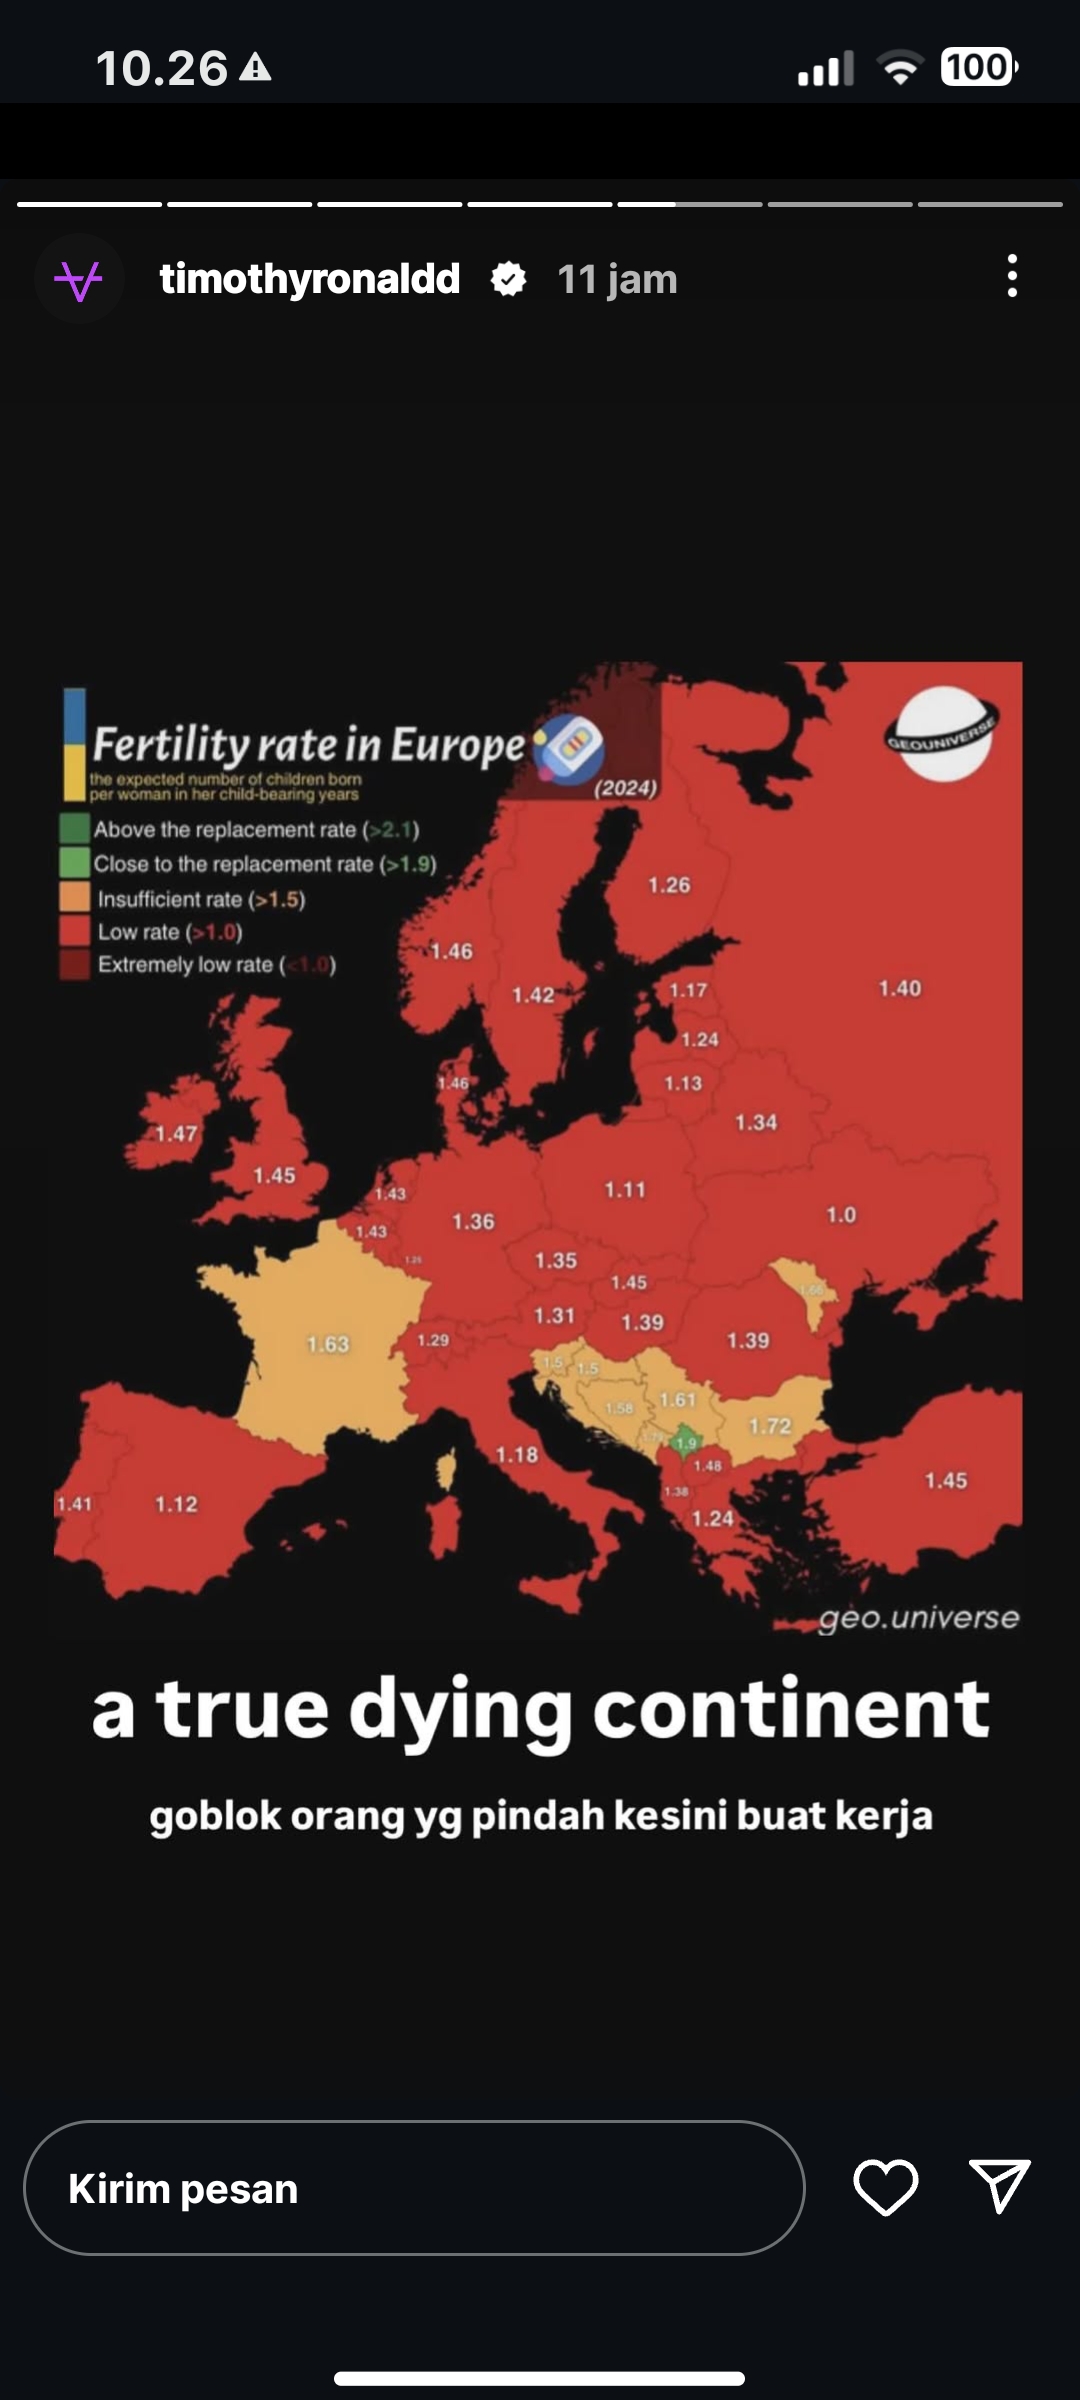 10.26
100
timothyronaldd 11 jam
GEOUNIVERSE
Fertility rate in Europe
the expected number of children born
per woman in her child-bearing years
(2024)
Above the replacement rate (>2.1)
Close to the replacement rate (>1.9)
Insufficient rate (>1.5)
Low rate (>1.0)
Extremely low rate (<1.0)
1.26
1.46
1.42
1.17
1.40
1.24
1.46
1.13
1.34
1.47
1.45
1.43
1.11
1.43
1.36
1.0
1.35
1.45
1.31
1.39
1.63
1.29
1.39
1.5
1.5
1.58
1.61
1.72
1.9
1.18
1.48
1.45
1.38
1.41
1.12
1.24
geo.universe
a true dying continent
goblok orang yg pindah kesini buat kerja
Kirim pesan